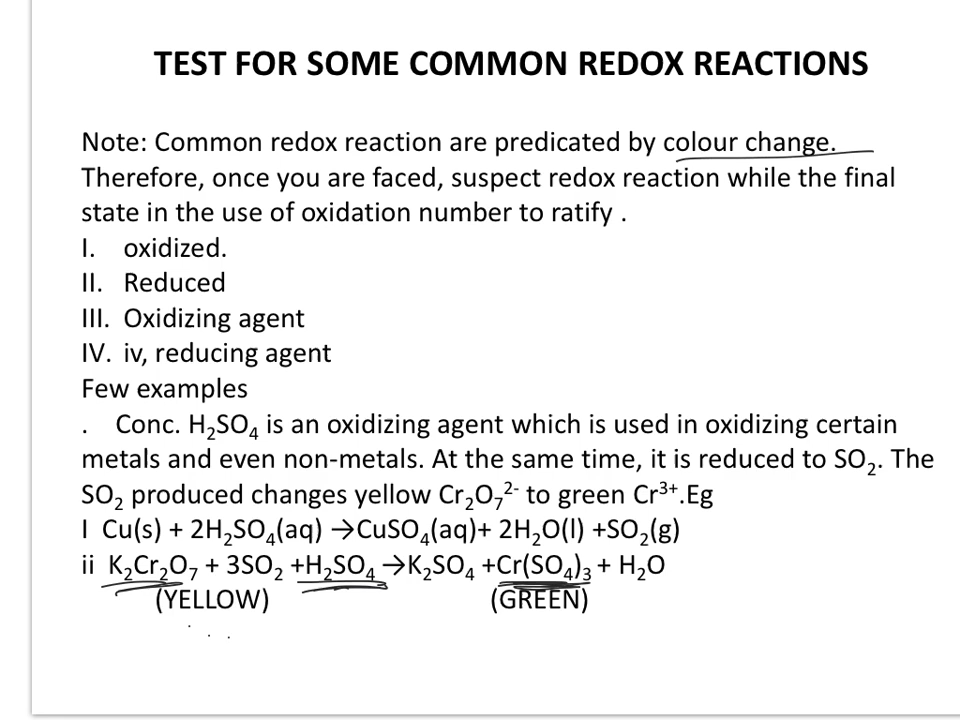 TEST FOR SOME COMMON REDOX REACTIONS
Note: Common redox reaction are predicated by colour change.
Therefore, once you are faced, suspect redox reaction while the final
state in the use of oxidation number to ratify .
I. oxidized.
II. Reduced
III. Oxidizing agent
IV. iv, reducing agent
Few examples
. Conc. H₂SO₄ is an oxidizing agent which is used in oxidizing certain
metals and even non-metals. At the same time, it is reduced to SO₂. The
SO₂ produced changes yellow Cr₂O₇²⁻ to green Cr³⁺.Eg
I Cu(s) + 2H₂SO₄(aq) →CuSO₄(aq)+ 2H₂O(l) +SO₂(g)
ii K₂Cr₂O₇ + 3SO₂ +H₂SO₄ →K₂SO₄ +Cr(SO₄)₃ + H₂O
(YELLOW) (GREEN)